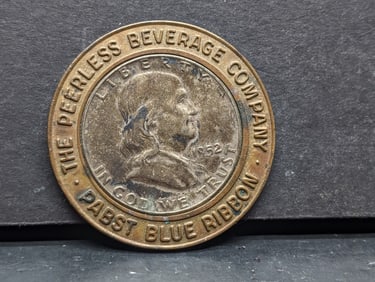 THE PEERLESS BEVERAGE COMPANY
PABST BLUE RIBBON
LIBERTY
1952
IN GOD WE TRUST